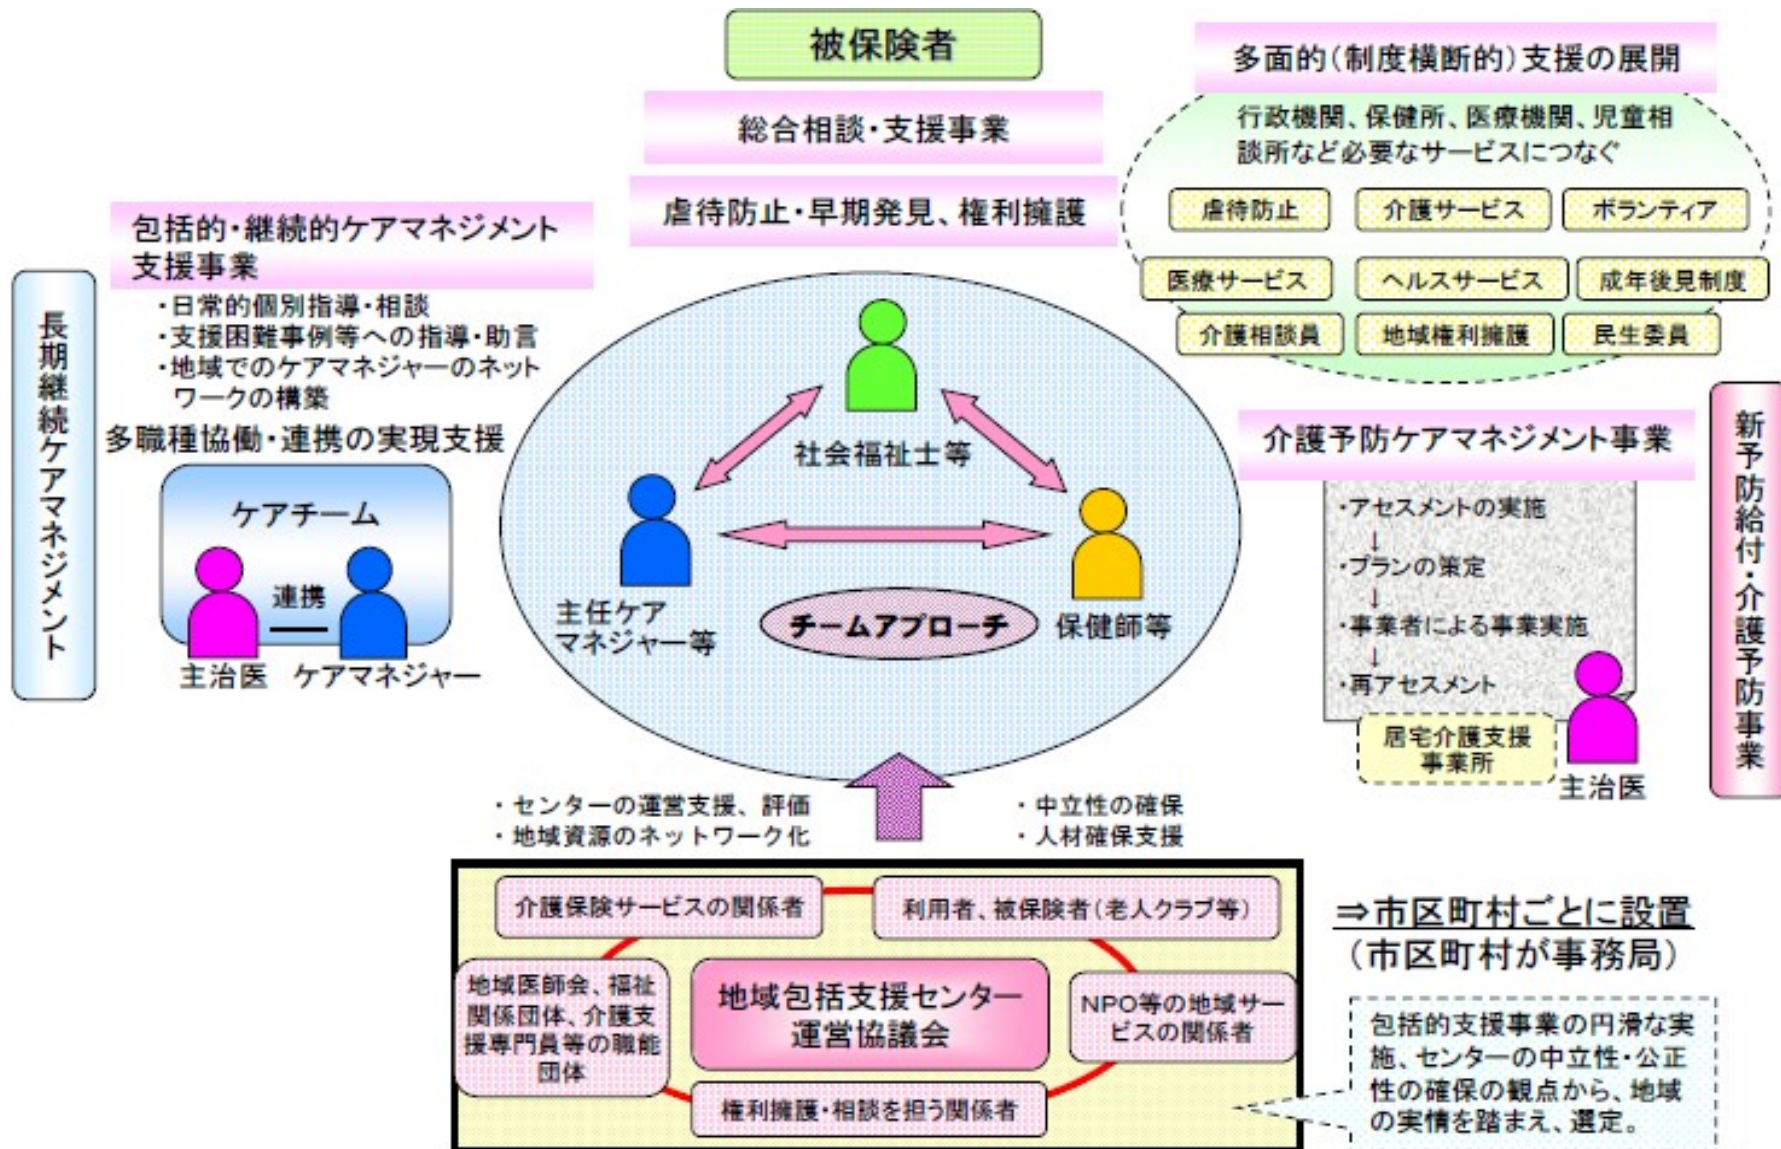 被保険者
総合相談・支援事業
虐待防止・早期発見、権利擁護
多面的(制度横断的)支援の展開
行政機関、保健所、医療機関、児童相
談所など必要なサービスにつなぐ
虐待防止
介護サービス
ボランティア
医療サービス
ヘルスサービス
成年後見制度
介護相談員
地域権利擁護
民生委員
包括的・継続的ケアマネジメント
支援事業
・日常的個別指導・相談
・支援困難事例等への指導・助言
・地域でのケアマネジャーのネット
ワークの構築
多職種協働・連携の実現支援
ケアチーム
連携
主治医
ケアマネジャー
長期継続ケアマネジメント
社会福祉士等
主任ケア
マネジャー等
チームアプローチ
保健師等
介護予防ケアマネジメント事業
・アセスメントの実施
↓
・プランの策定
↓
・事業者による事業実施
↓
・再アセスメント
居宅介護支援
事業所
主治医
新予防給付・介護予防事業
・センターの運営支援、評価
・地域資源のネットワーク化
・中立性の確保
・人材確保支援
介護保険サービスの関係者
利用者、被保険者(老人クラブ等)
地域医師会、福祉
関係団体、介護支
援専門員等の職能
団体
地域包括支援センター
運営協議会
NPO等の地域サー
ビスの関係者
権利擁護・相談を担う関係者
⇒市区町村ごとに設置
(市区町村が事務局)
包括的支援事業の円滑な実
施、センターの中立性・公正
性の確保の観点から、地域
の実情を踏まえ、選定。